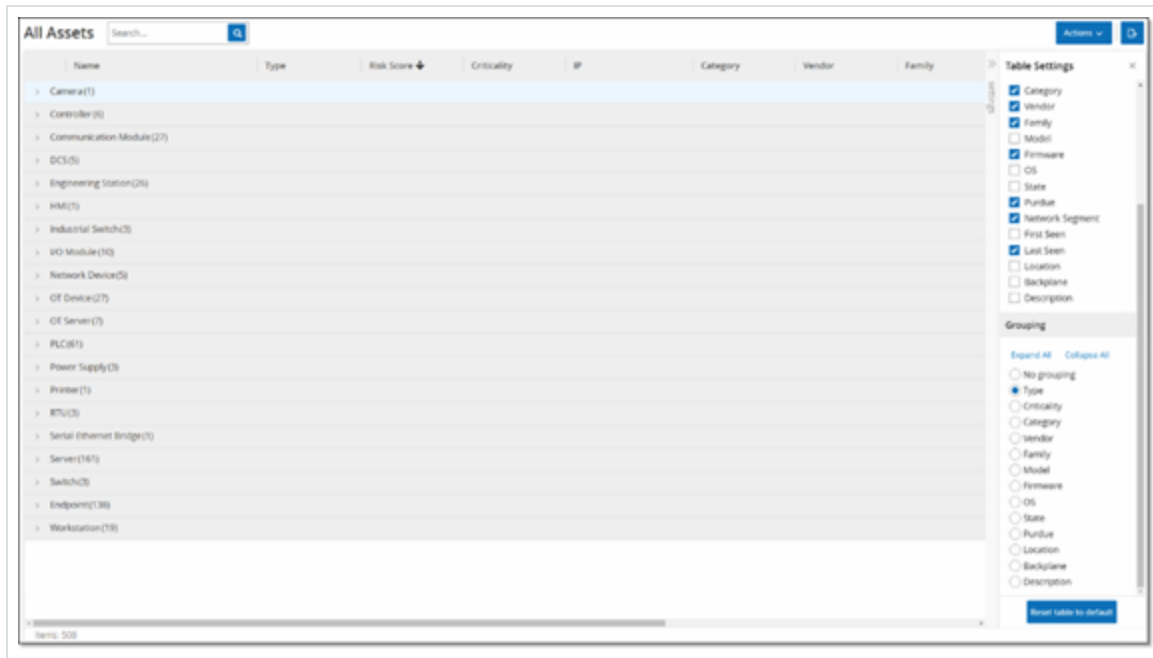 All Assets Search... Actions
Name Type Risk Score Criticality IP Category Vendor Family
Settings
Table Settings
Camera(1)
Controller(6)
Communication Module(27)
DCS(5)
Engineering Station(26)
HMI(1)
Industrial Switch(3)
I/O Module(10)
Network Device(5)
OT Device(27)
OT Server(7)
PLC(61)
Power Supply(3)
Printer(1)
RTU(3)
Serial-Ethernet Bridge(1)
Server(161)
Switch(3)
Endpoint(138)
Workstation(19)
Items: 508
Category
Vendor
Family
Model
Firmware
OS
State
Purdue
Network Segment
First Seen
Last Seen
Location
Backplane
Description
Grouping
Expand All Collapse All
No grouping
Type
Criticality
Category
Vendor
Family
Model
Firmware
OS
State
Purdue
Location
Backplane
Description
Reset table to default